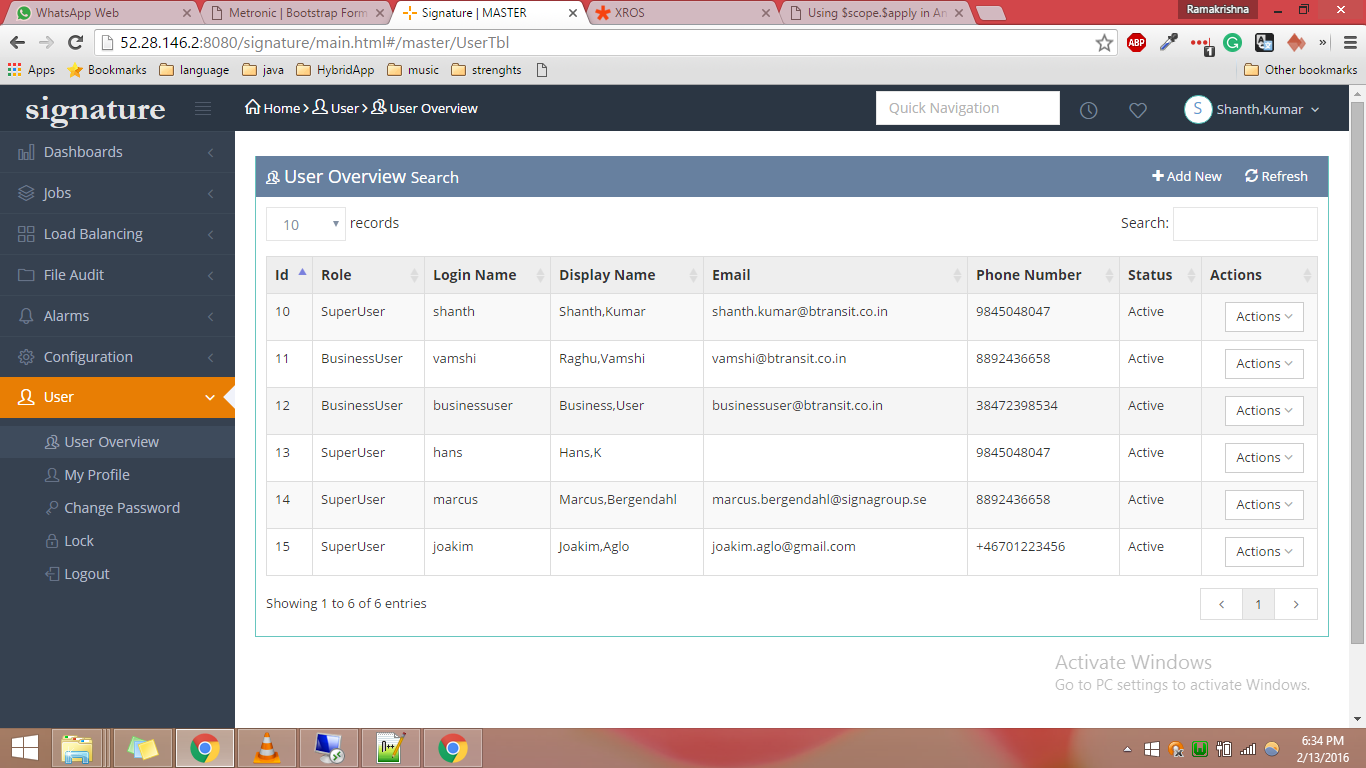 WhatsApp Web
Metronic | Bootstrap Form
Signature | MASTER
XROS
Using $scope.$apply in An
Ramakrishna
52.28.146.2:8080/signature/main.html#/master/UserTbl
ABP
1
Apps
Bookmarks
language
java
HybridApp
music
strenghts
Other bookmarks
signature
Home > User > User Overview
Quick Navigation
S
Shanth,Kumar
Dashboards
Jobs
Load Balancing
File Audit
Alarms
Configuration
User
User Overview
My Profile
Change Password
Lock
Logout
User Overview Search
Add New
Refresh
10 records
Search:
Id Role Login Name Display Name Email Phone Number Status Actions
10 SuperUser shanth Shanth,Kumar shanth.kumar@btransit.co.in 9845048047 Active Actions
11 BusinessUser vamshi Raghu,Vamshi vamshi@btransit.co.in 8892436658 Active Actions
12 BusinessUser businessuser Business,User businessuser@btransit.co.in 38472398534 Active Actions
13 SuperUser hans Hans,K 9845048047 Active Actions
14 SuperUser marcus Marcus,Bergendahl marcus.bergendahl@signagroup.se 8892436658 Active Actions
15 SuperUser joakim Joakim,Aglo joakim.aglo@gmail.com +46701223456 Active Actions
Showing 1 to 6 of 6 entries
< 1 >
Activate Windows
Go to PC settings to activate Windows.
6:34 PM
2/13/2016